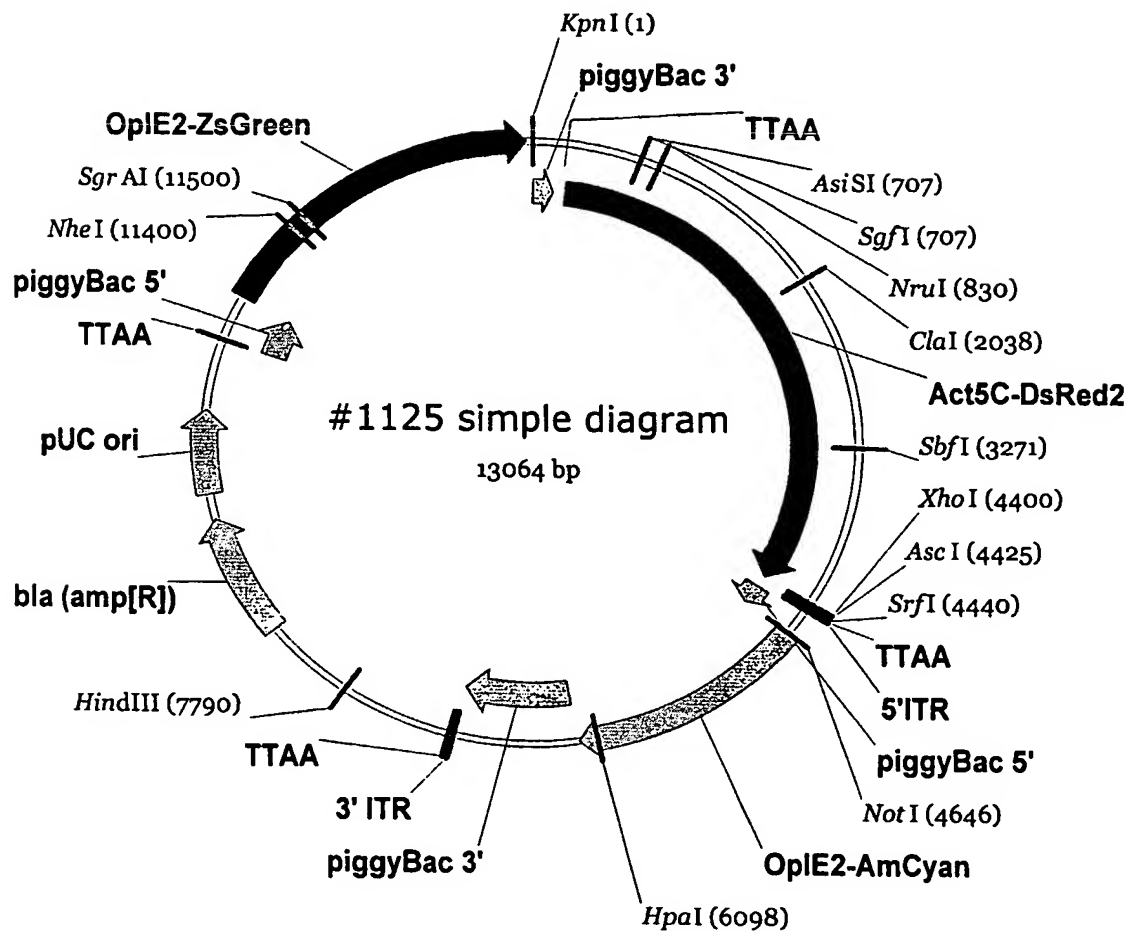 KpnI (1)
piggyBac 3'
TTAA
AsiSI (707)
SgfI (707)
NruI (830)
ClaI (2038)
Act5C-DsRed2
SbfI (3271)
XhoI (4400)
AscI (4425)
SrfI (4440)
TTAA
5'ITR
piggyBac 5'
NotI (4646)
OpIE2-AmCyan
HpaI (6098)
piggyBac 3'
3' ITR
TTAA
HindIII (7790)
bla (amp[R])
pUC ori
TTAA
piggyBac 5'
NheI (11400)
SgrAI (11500)
OpIE2-ZsGreen
#1125 simple diagram
13064 bp